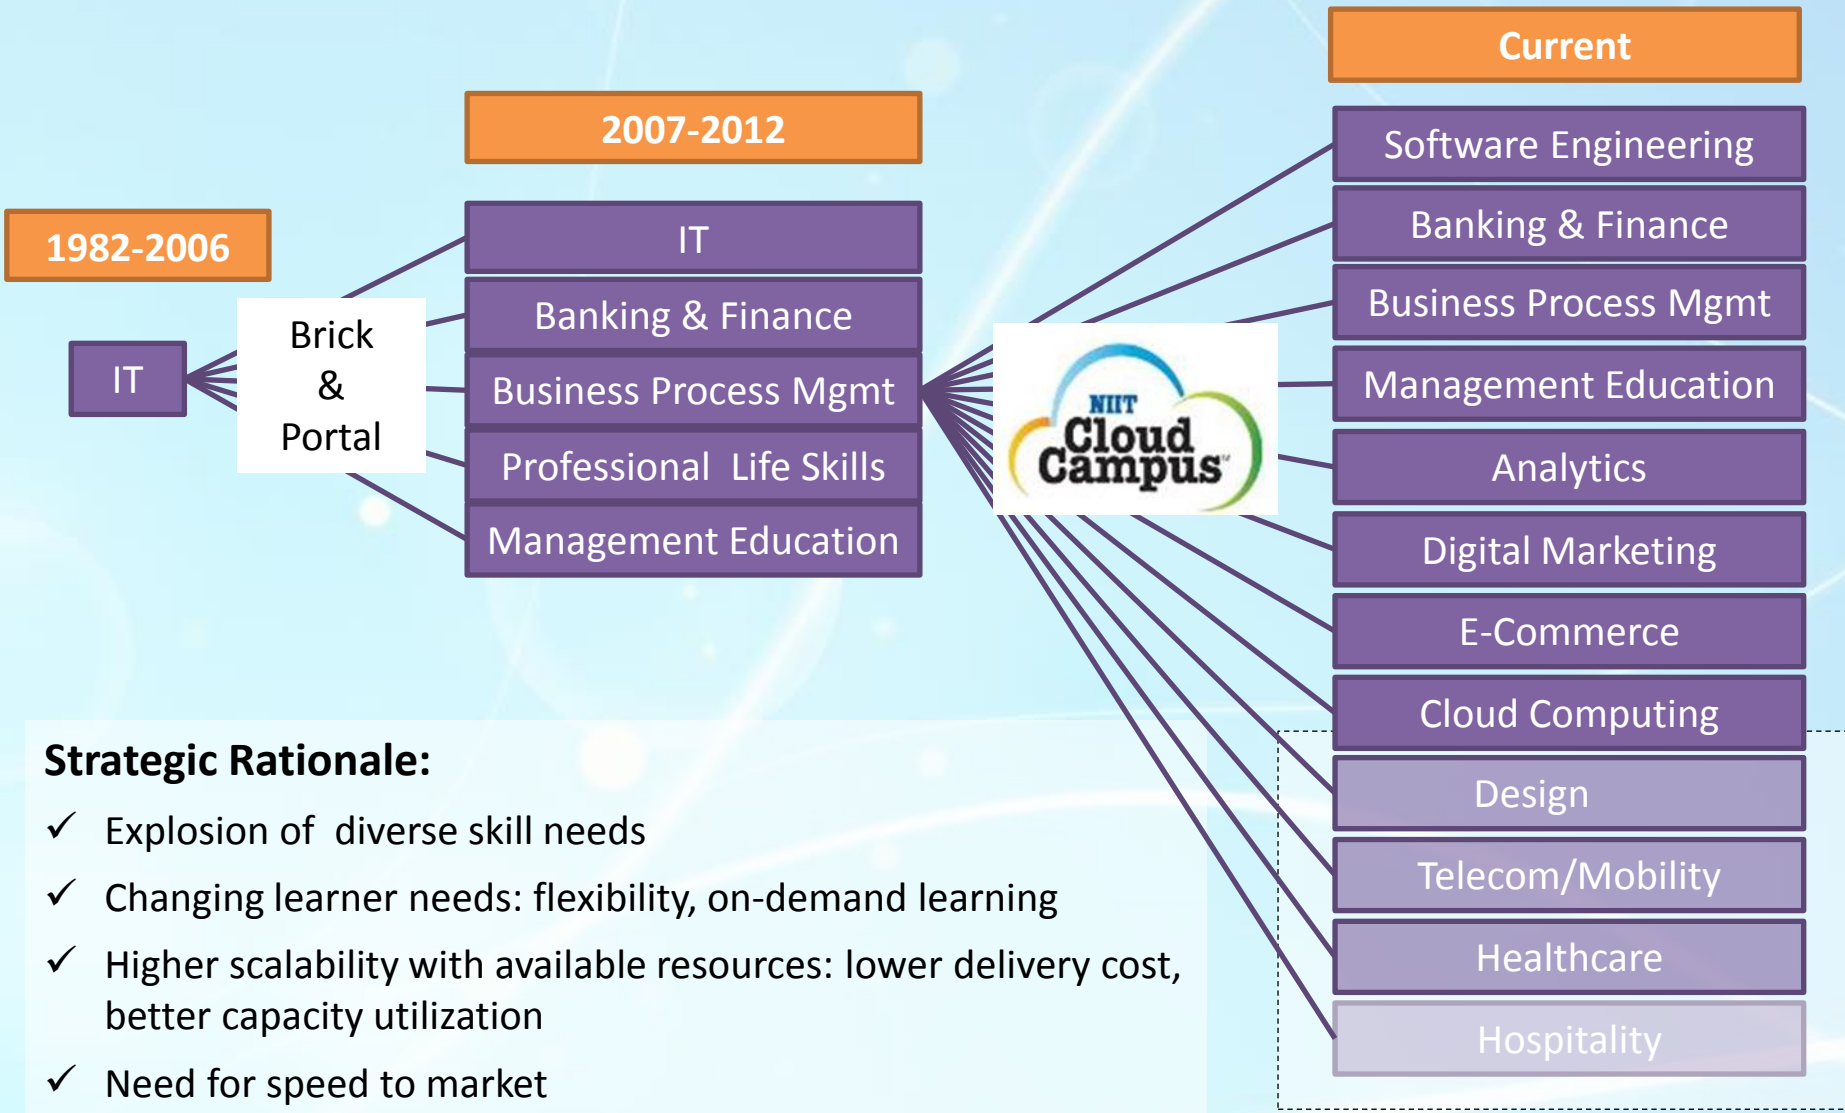 1982-2006
IT
Brick
&
Portal
2007-2012
IT
Banking & Finance
Business Process Mgmt
Professional Life Skills
Management Education
NIIT
Cloud
Campus
Current
Software Engineering
Banking & Finance
Business Process Mgmt
Management Education
Analytics
Digital Marketing
E-Commerce
Cloud Computing
Design
Telecom/Mobility
Healthcare
Hospitality
Strategic Rationale:
✓ Explosion of diverse skill needs
✓ Changing learner needs: flexibility, on-demand learning
✓ Higher scalability with available resources: lower delivery cost,
better capacity utilization
✓ Need for speed to market